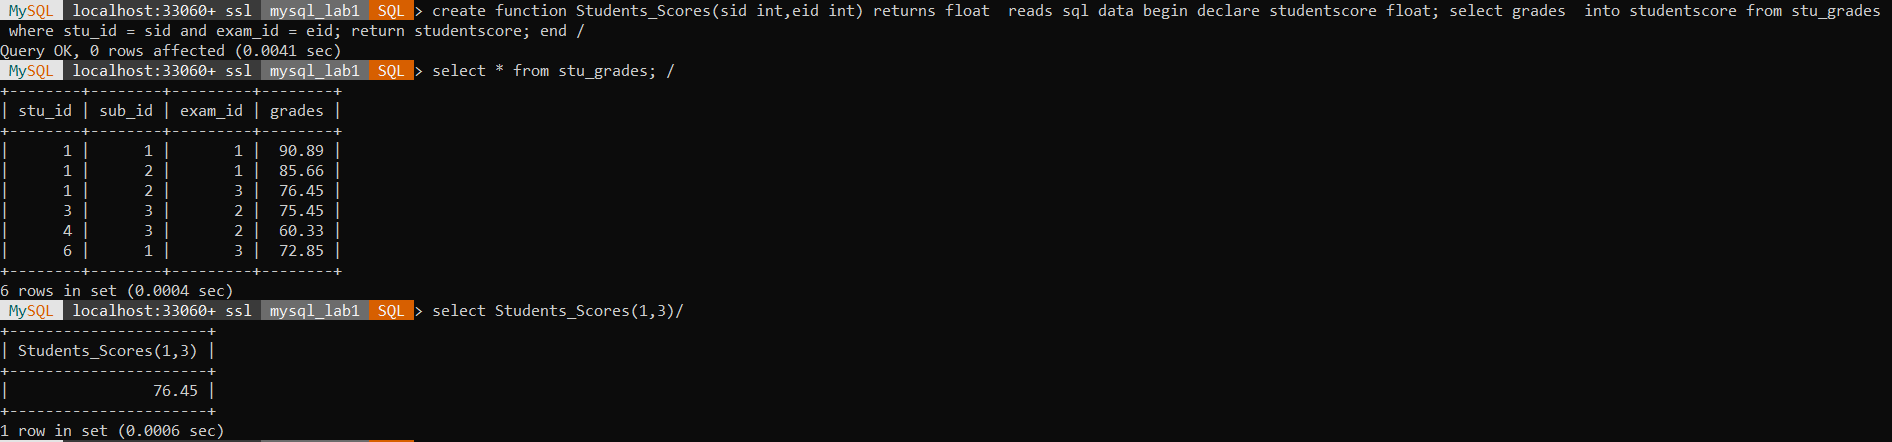 MySQL localhost:33060+ ssl mysql_lab1 SQL > create function Students_Scores(sid int,eid int) returns float  reads sql data begin declare studentscore float; select grades  into studentscore from stu_grades
 where stu_id = sid and exam_id = eid; return studentscore; end /
Query OK, 0 rows affected (0.0041 sec)
MySQL localhost:33060+ ssl mysql_lab1 SQL > select * from stu_grades; /
+--------+--------+---------+--------+
| stu_id | sub_id | exam_id | grades |
+--------+--------+---------+--------+
|      1 |      1 |       1 |  90.89 |
|      1 |      2 |       1 |  85.66 |
|      1 |      2 |       3 |  76.45 |
|      3 |      3 |       2 |  75.45 |
|      4 |      3 |       2 |  60.33 |
|      6 |      1 |       3 |  72.85 |
+--------+--------+---------+--------+
6 rows in set (0.0004 sec)
MySQL localhost:33060+ ssl mysql_lab1 SQL > select Students_Scores(1,3)/
+----------------------+
| Students_Scores(1,3) |
+----------------------+
|                76.45 |
+----------------------+
1 row in set (0.0006 sec)